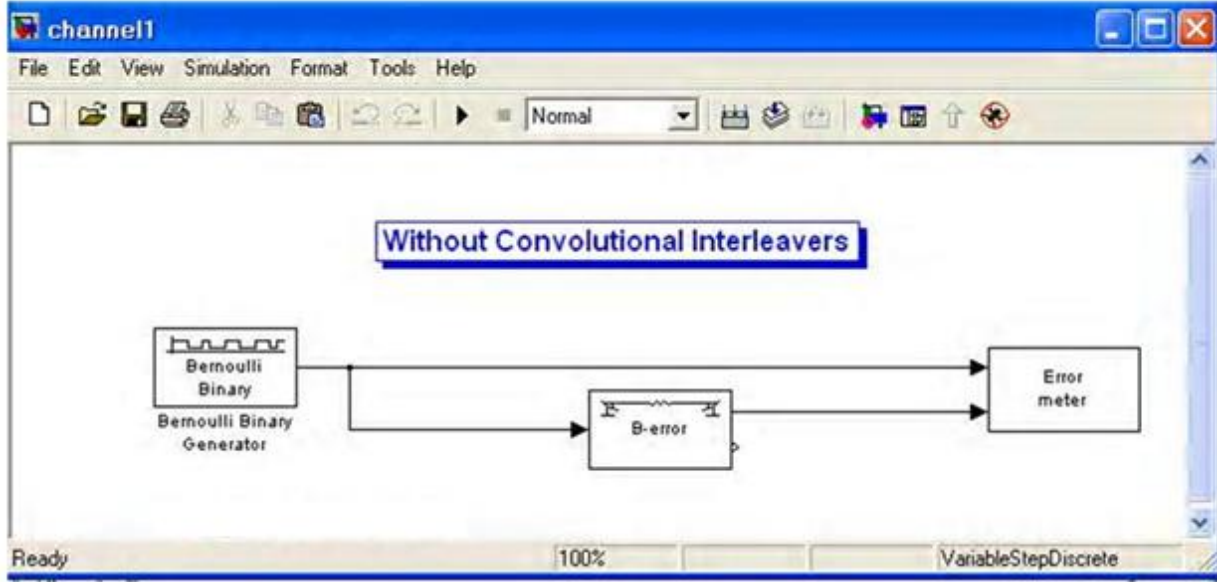 channel1
File Edit View Simulation Format Tools Help
Normal
Without Convolutional Interleavers
Bernoulli
Binary
Bernoulli Binary
Generator
B-error
Error
meter
Ready 100% VariableStepDiscrete